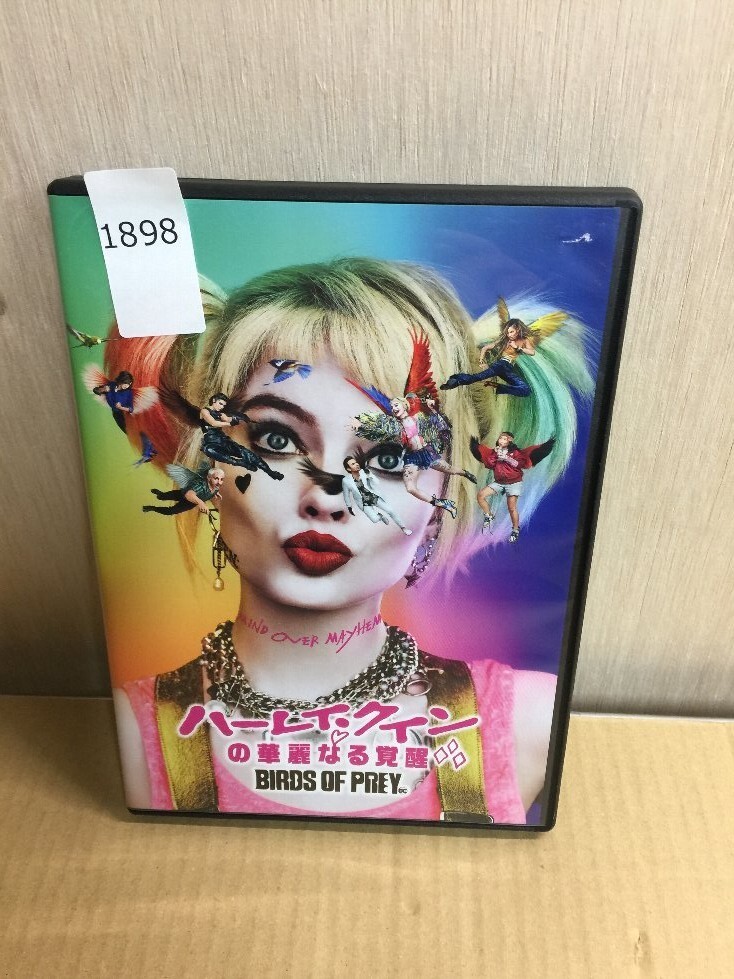 1898
MIND OVER MAYHEM
ハーレイ・クイン
の華麗なる覚醒
BIRDS OF PREY
DC